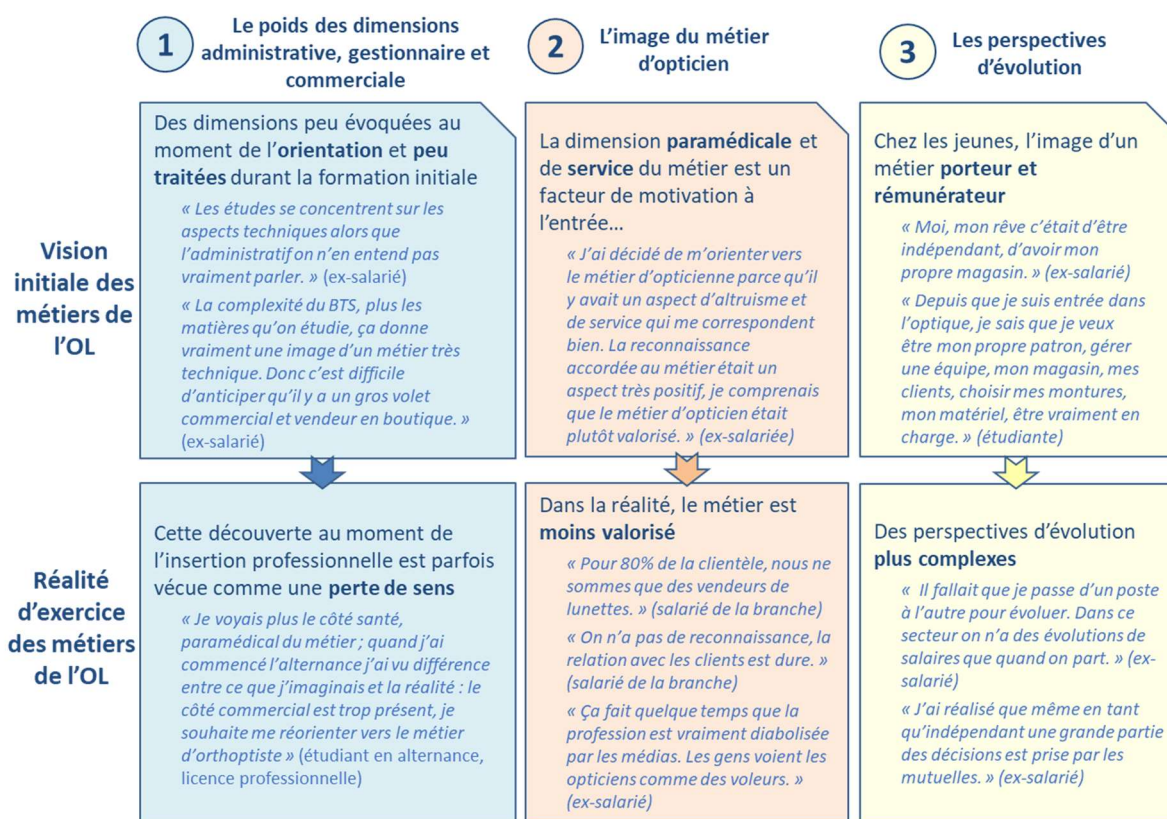 1
Le poids des dimensions
administrative, gestionnaire et
commerciale
2
L’image du métier
d’opticien
3
Les perspectives
d’évolution
Vision
initiale des
métiers de
l’OL
Des dimensions peu évoquées au
moment de l’orientation et peu
traitées durant la formation initiale
« Les études se concentrent sur les
aspects techniques alors que
l’administratif on n’en entend pas
vraiment parler. » (ex-salarié)
« La complexité du BTS, plus les
matières qu’on étudie, ça donne
vraiment une image d’un métier très
technique. Donc c’est difficile
d’anticiper qu’il y a un gros volet
commercial et vendeur en boutique. »
(ex-salarié)
La dimension paramédicale et
de service du métier est un
facteur de motivation à
l’entrée…
« J’ai décidé de m’orienter vers
le métier d’opticienne parce qu’il
y avait un aspect d’altruisme et
de service qui me correspondent
bien. La reconnaissance
accordée au métier était un
aspect très positif, je comprenais
que le métier d’opticien était
plutôt valorisé. » (ex-salariée)
Chez les jeunes, l’image d’un
métier porteur et
rémunérateur
« Moi, mon rêve c’était d’être
indépendant, d’avoir mon
propre magasin. » (ex-salarié)
« Depuis que je suis entrée dans
l’optique, je sais que je veux
être mon propre patron, gérer
une équipe, mon magasin, mes
clients, choisir mes montures,
mon matériel, être vraiment en
charge. » (étudiante)
Réalité
d’exercice
des métiers
de l’OL
Cette découverte au moment de
l’insertion professionnelle est parfois
vécue comme une perte de sens
« Je voyais plus le côté santé,
paramédical du métier ; quand j’ai
commencé l’alternance j’ai vu différence
entre ce que j’imaginais et la réalité : le
côté commercial est trop présent, je
souhaite me réorienter vers le métier
d’orthoptiste » (étudiant en alternance,
licence professionnelle)
Dans la réalité, le métier est
moins valorisé
« Pour 80% de la clientèle, nous ne
sommes que des vendeurs de
lunettes. » (salarié de la branche)
« On n’a pas de reconnaissance, la
relation avec les clients est dure. »
(salarié de la branche)
« Ça fait quelque temps que la
profession est vraiment diabolisée
par les médias. Les gens voient les
opticiens comme des voleurs. »
(ex-salarié)
Des perspectives d’évolution
plus complexes
« Il fallait que je passe d’un poste
à l’autre pour évoluer. Dans ce
secteur on n’a des évolutions de
salaires que quand on part. » (ex-
salarié)
« J’ai réalisé que même en tant
qu’indépendant une grande partie
des décisions est prise par les
mutuelles. » (ex-salarié)